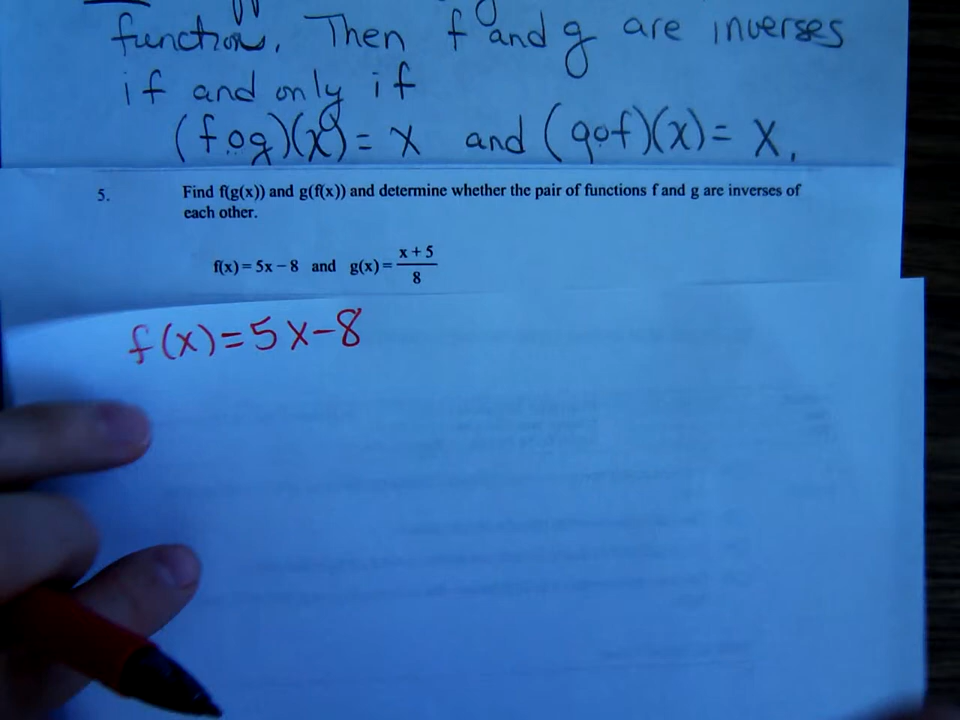 function. Then f and g are inverses
if and only if
(f∘g)(x) = x and (g∘f)(x) = x.
5. Find f(g(x)) and g(f(x)) and determine whether the pair of functions f and g are inverses of
each other.
f(x) = 5x – 8 and g(x) = x + 5 / 8
f(x) = 5x – 8